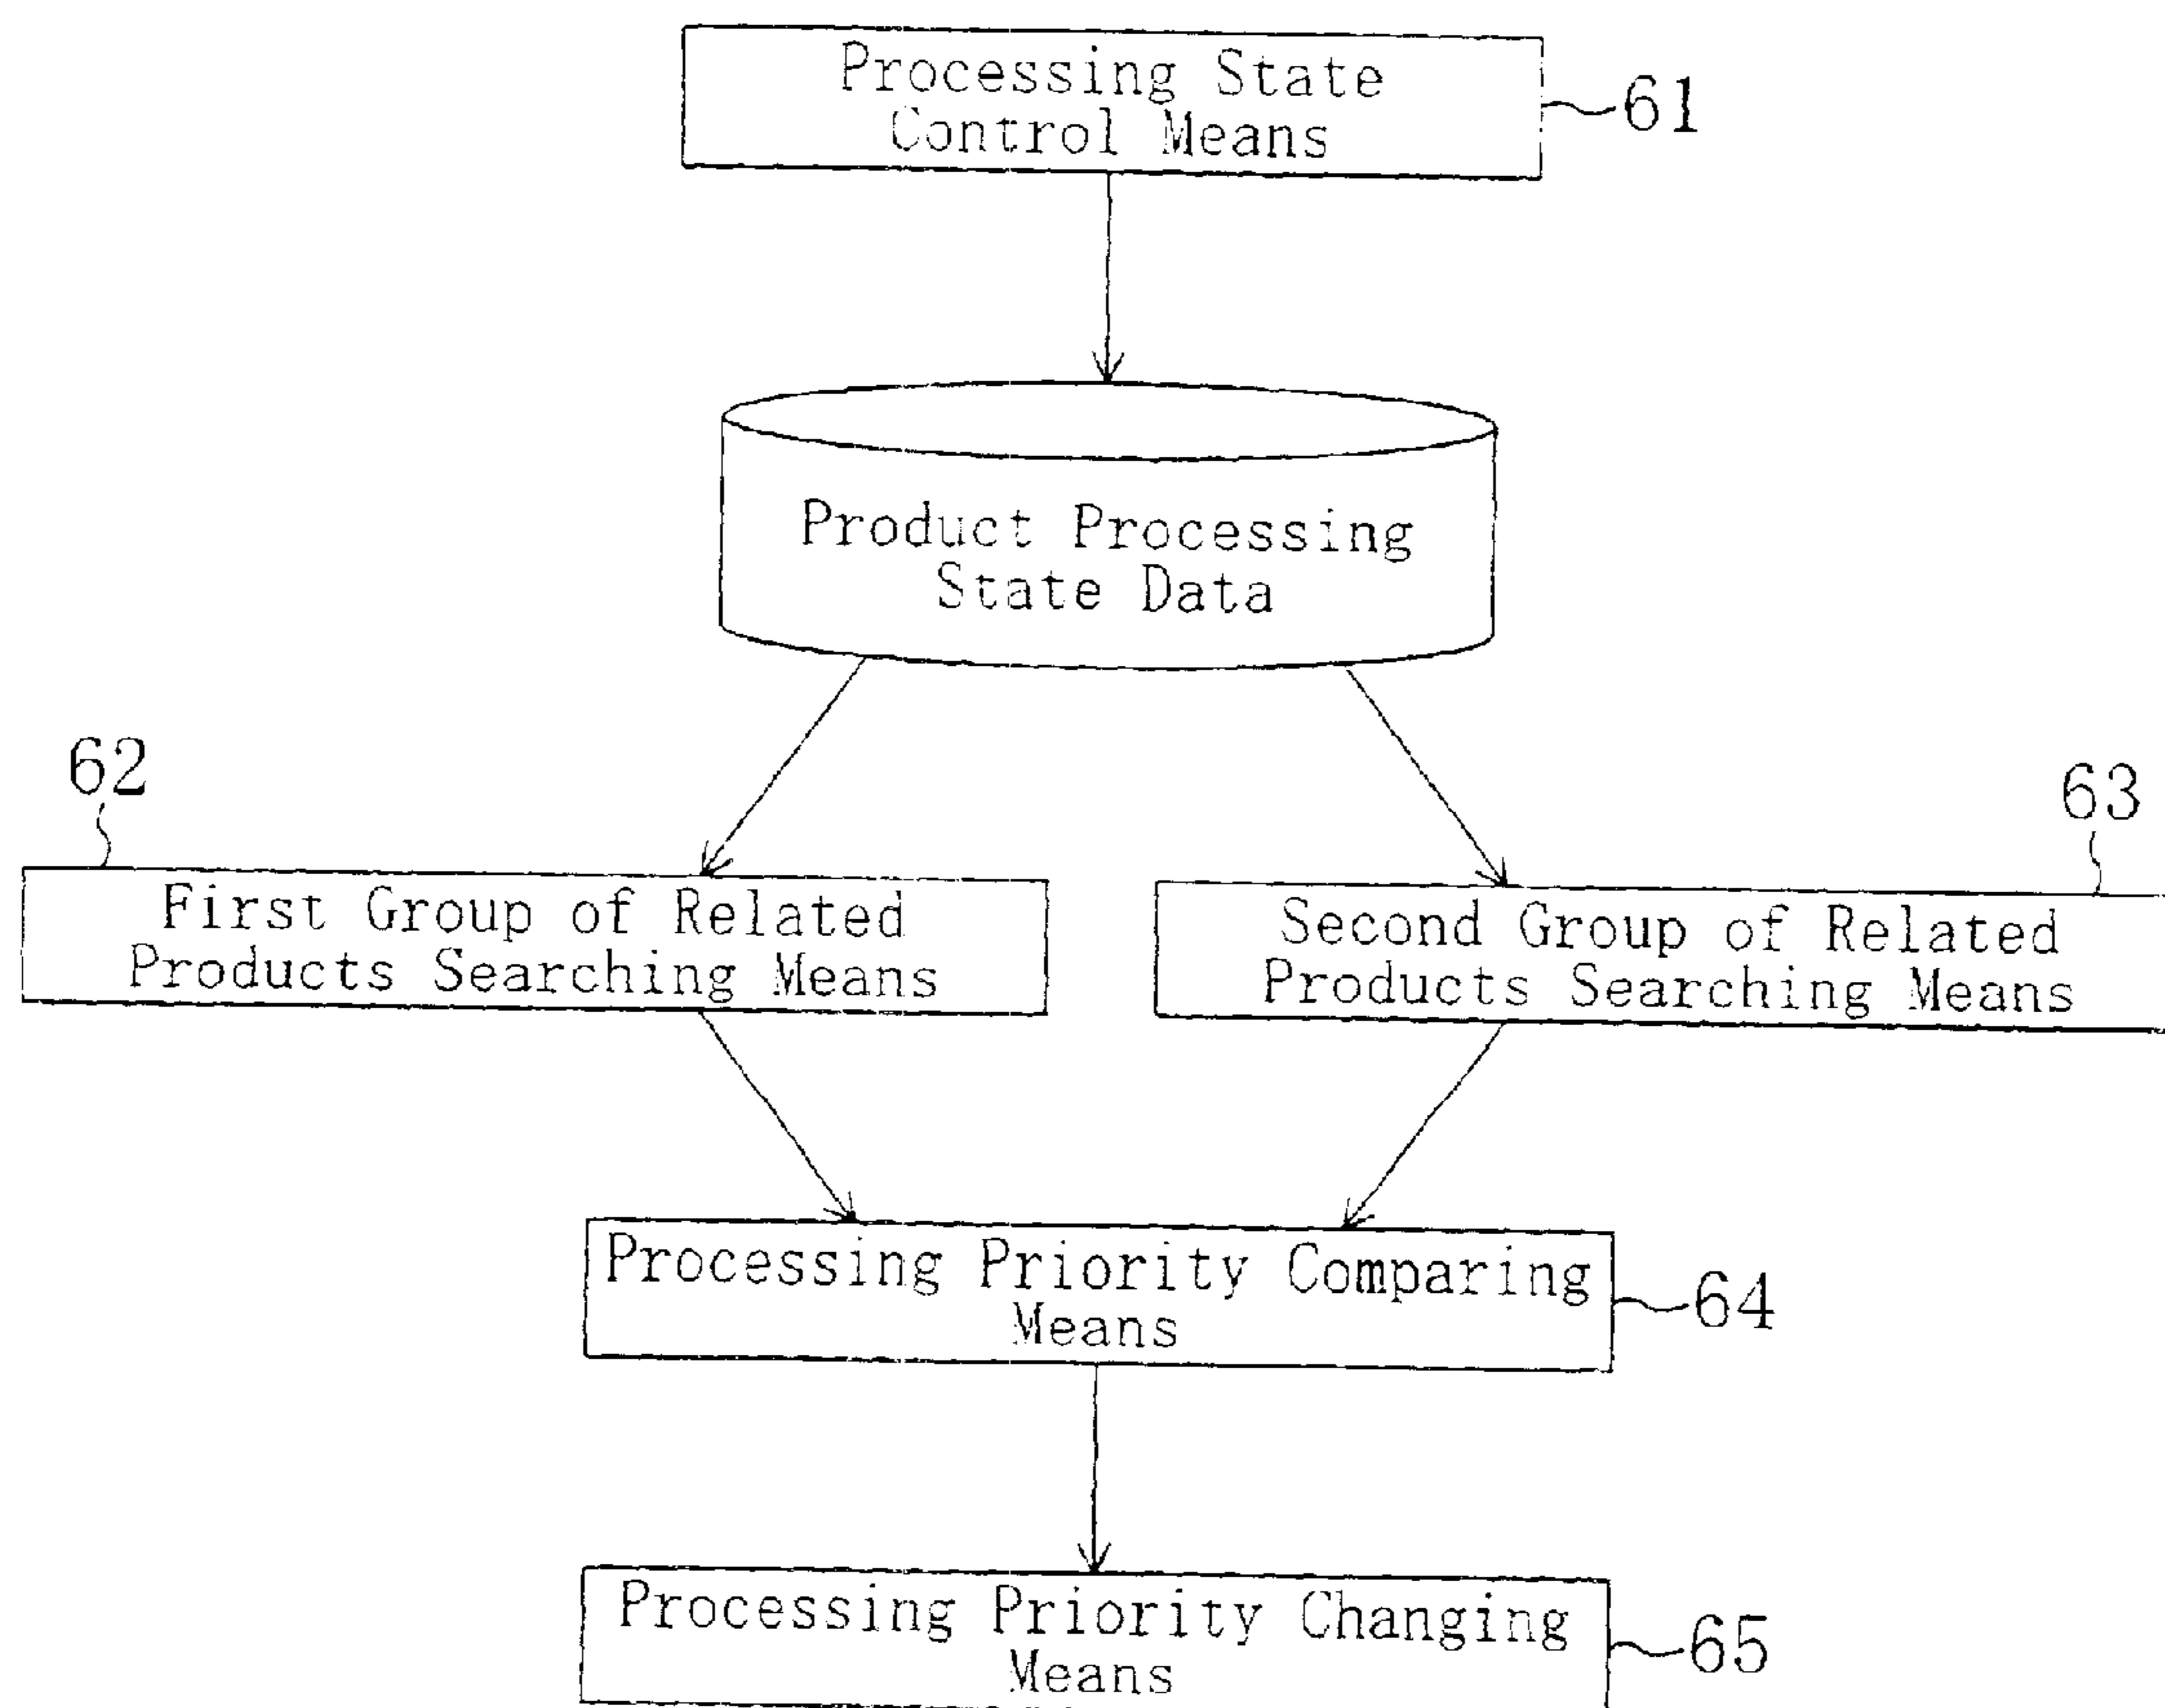 Processing State
Control Means
61
Product Processing
State Data
62
63
First Group of Related
Products Searching Means
Second Group of Related
Products Searching Means
Processing Priority Comparing
Means
64
Processing Priority Changing
Means
65